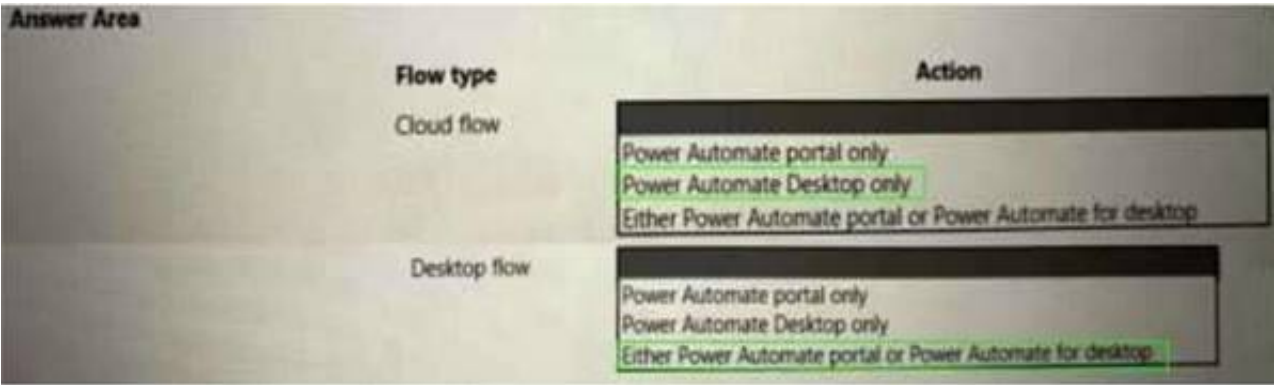 Answer Area
Flow type Action
Cloud flow
Power Automate portal only
Power Automate Desktop only
Either Power Automate portal or Power Automate for desktop
Desktop flow
Power Automate portal only
Power Automate Desktop only
Either Power Automate portal or Power Automate for desktop